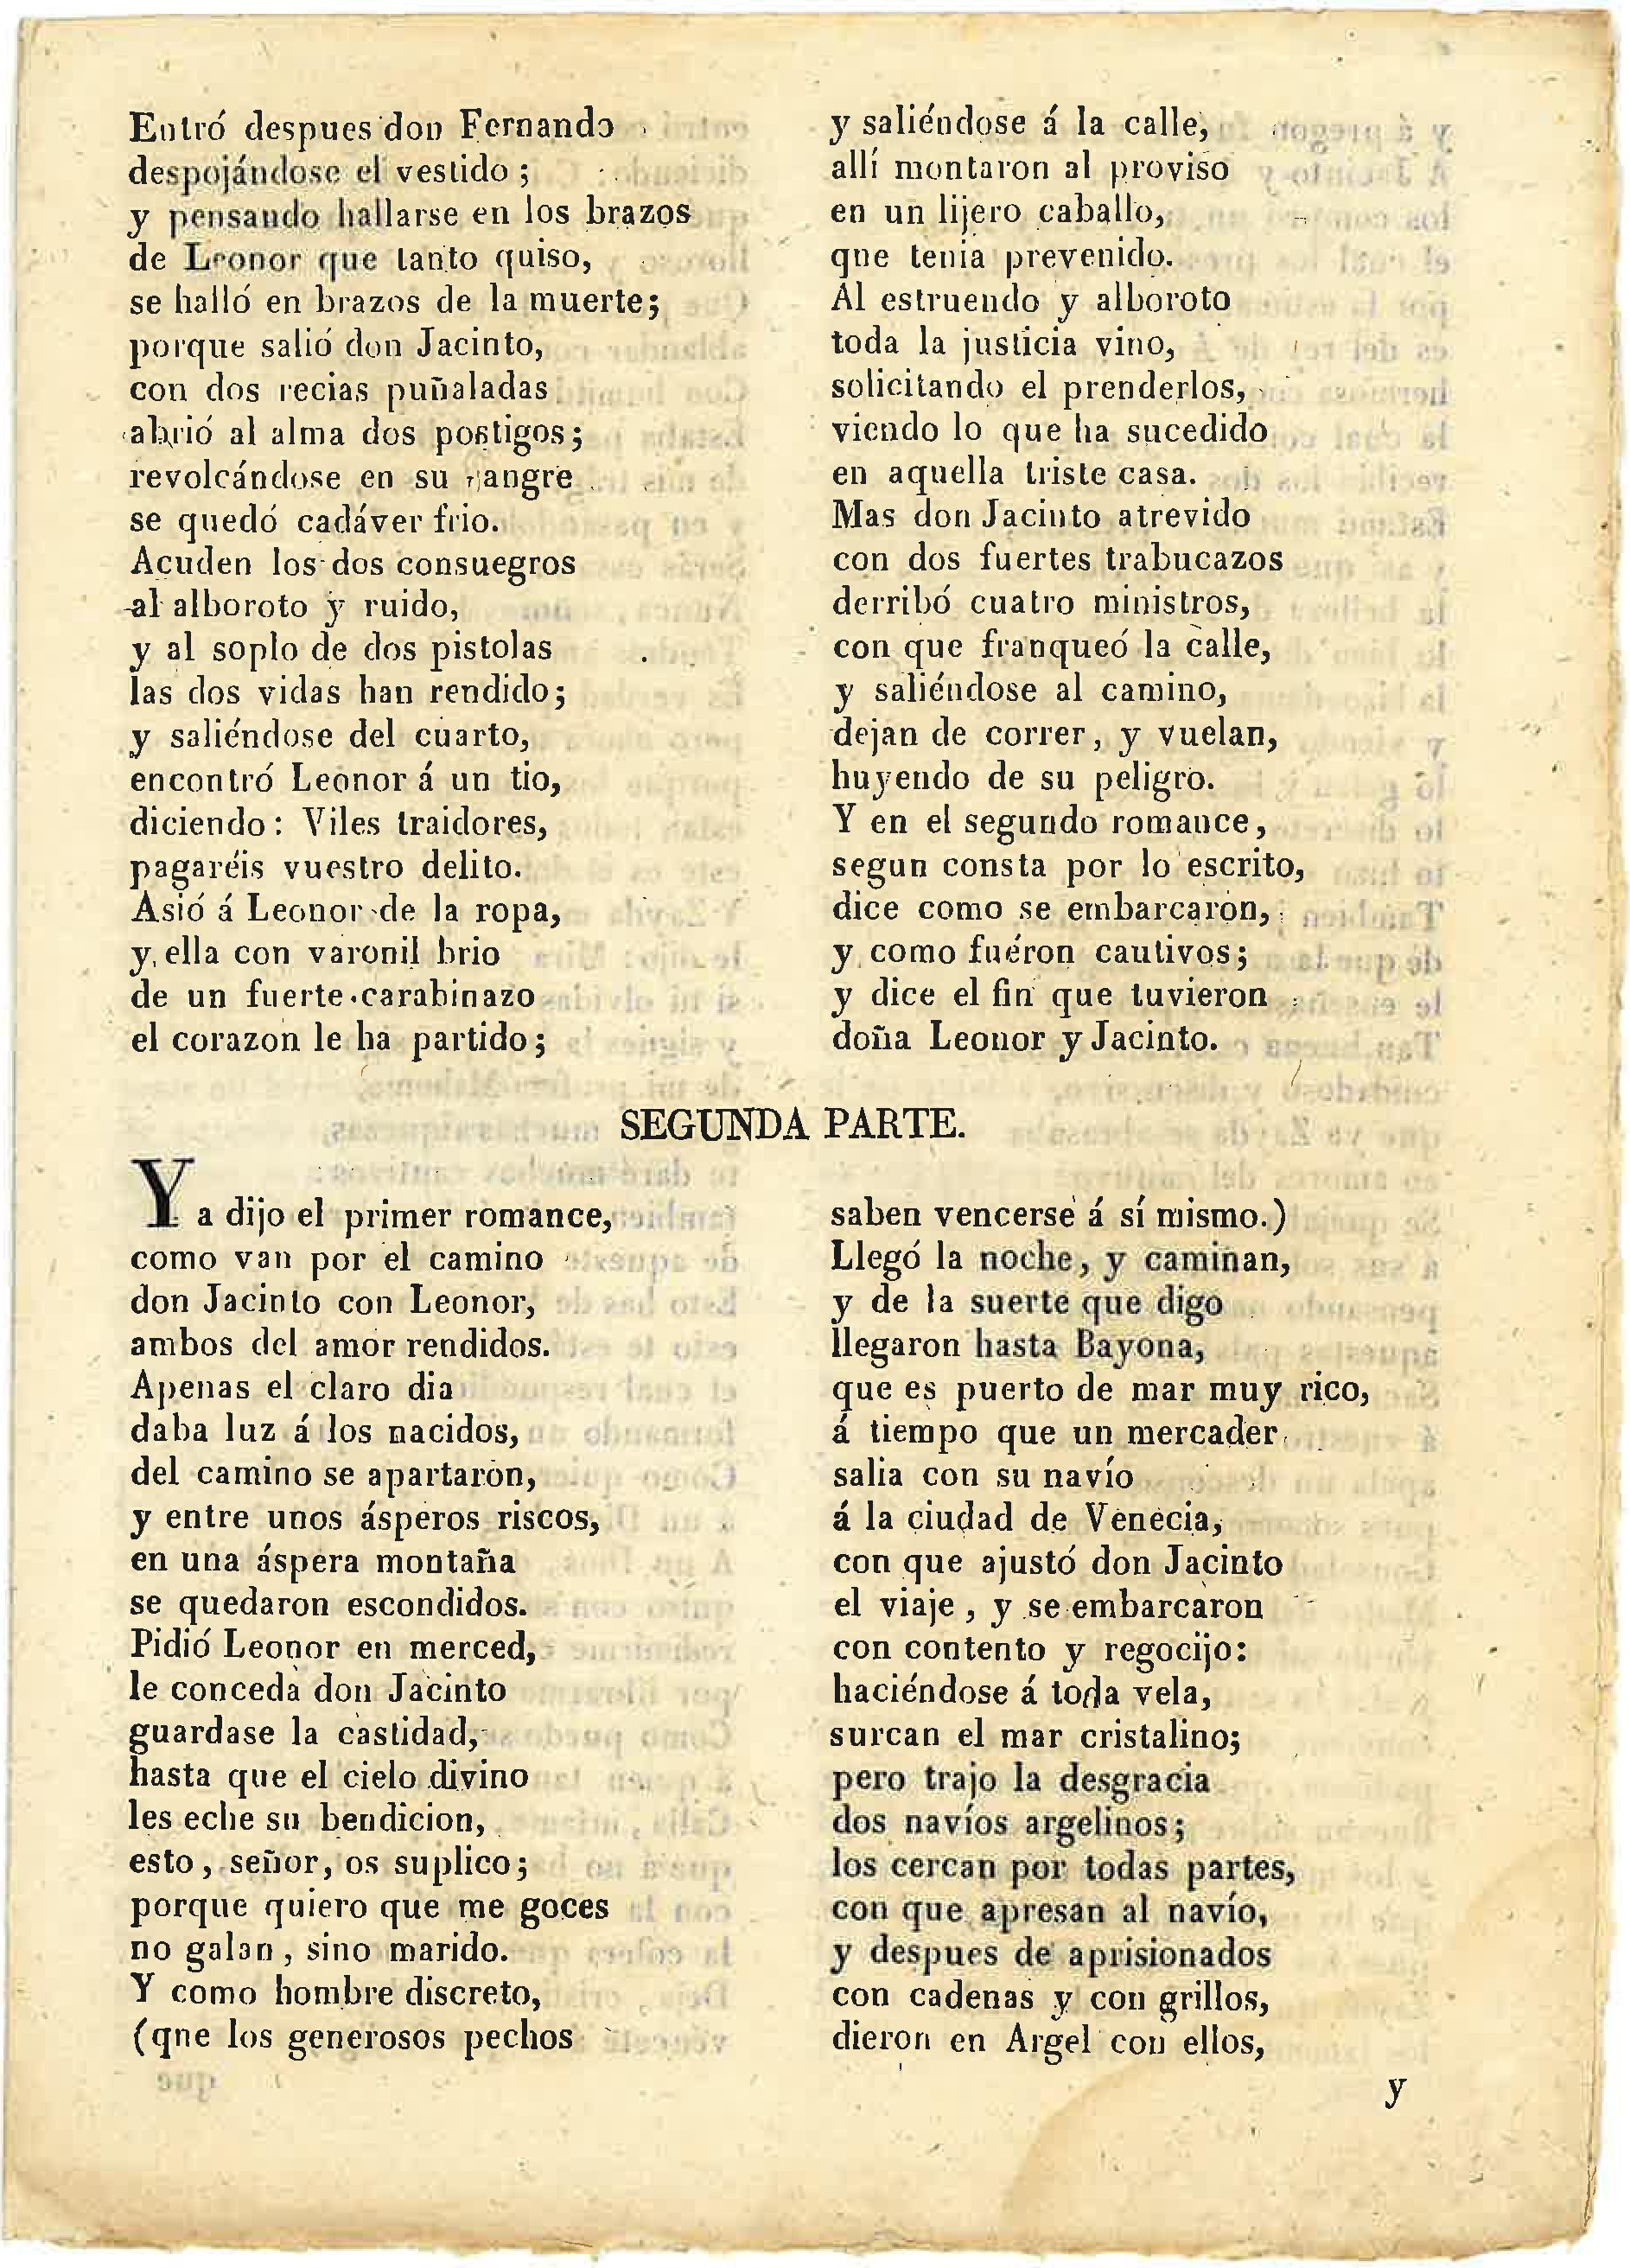 Entró despues don Fernando
despojándose el vestido;
y pensando hallarse en los brazos
de Leonor que tanto quiso,
se halló en brazos de la muerte;
porque salió don Jacinto,
con dos recias puñaladas
abrió al alma dos postigos;
revolcándose en su sangre
se quedó cadáver frio.
Acuden los dos consuegros
al alboroto y ruido,
y al soplo de dos pistolas
las dos vidas han rendido;
y saliéndose del cuarto,
encontró Leonor á un tio,
diciendo: Viles traidores,
pagaréis vuestro delito.
Asió á Leonor de la ropa,
y ella con varonil brio
de un fuerte carabinazo
el corazon le ha partido;
y saliéndose á la calle,
allí montaron al proviso
en un lijero caballo,
qne tenia prevenido.
Al estruendo y alboroto
toda la justicia vino,
solicitando el prenderlos,
viendo lo que ha sucedido
en aquella triste casa.
Mas don Jacinto atrevido
con dos fuertes trabucazos
derribó cuatro ministros,
con que franqueó la calle,
y saliéndose al camino,
dejan de correr, y vuelan,
huyendo de su peligro.
Y en el segundo romance,
segun consta por lo escrito,
dice como se embarcaron,
y como fuéron cautivos;
y dice el fin que tuvieron
doña Leonor y Jacinto.
SEGUNDA PARTE.
Ya dijo el primer romance,
como van por el camino
don Jacinto con Leonor,
ambos del amor rendidos.
Apenas el claro dia
daba luz á los nacidos,
del camino se apartaron,
y entre unos ásperos riscos,
en una áspera montaña
se quedaron escondidos.
Pidió Leonor en merced,
le conceda don Jacinto
guardase la castidad,
hasta que el cielo divino
les eche su bendicion,
esto, señor, os suplico;
porque quiero que me goces
no galan, sino marido.
Y como hombre discreto,
(qne los generosos pechos
saben vencerse á sí mismo.)
Llegó la noche, y caminan,
y de la suerte que digo
llegaron hasta Bayona,
que es puerto de mar muy rico,
á tiempo que un mercader
salia con su navío
á la ciudad de Venecia,
con que ajustó don Jacinto
el viaje, y se embarcaron
con contento y regocijo:
haciéndose á toda vela,
surcan el mar cristalino;
pero trajo la desgracia
dos navíos argelinos;
los cercan por todas partes,
con que apresan al navío,
y despues de aprisionados
con cadenas y con grillos,
dieron en Argel con ellos,
y